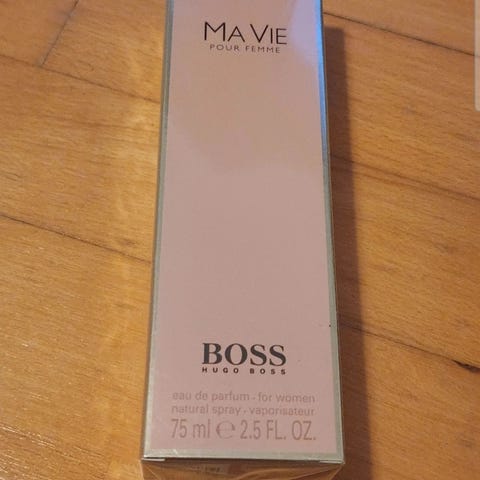 MA VIE
POUR FEMME
BOSS
HUGO BOSS
eau de parfum - for women
natural spray - vaporisateur
75 ml ℮ 2.5 FL. OZ.